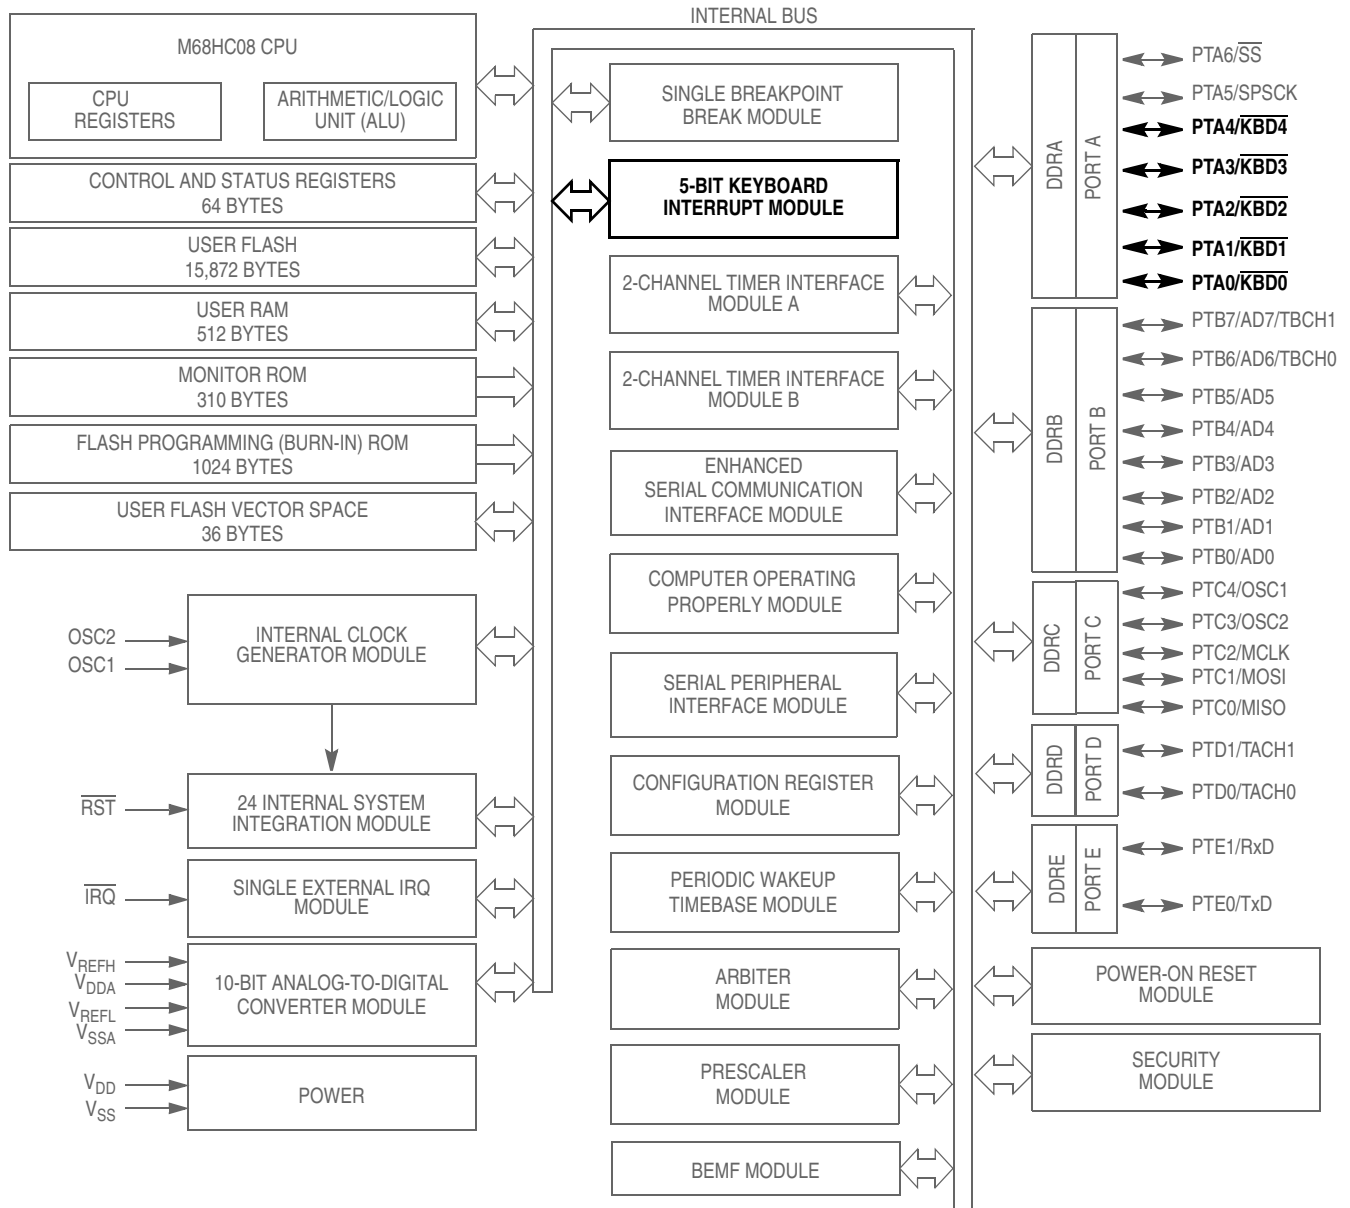 INTERNAL BUS
M68HC08 CPU
CPU
REGISTERS
ARITHMETIC/LOGIC
UNIT (ALU)
CONTROL AND STATUS REGISTERS
64 BYTES
USER FLASH
15,872 BYTES
USER RAM
512 BYTES
MONITOR ROM
310 BYTES
FLASH PROGRAMMING (BURN-IN) ROM
1024 BYTES
USER FLASH VECTOR SPACE
36 BYTES
OSC2
OSC1
INTERNAL CLOCK
GENERATOR MODULE
RST
24 INTERNAL SYSTEM
INTEGRATION MODULE
IRQ
SINGLE EXTERNAL IRQ
MODULE
VREFH
VDDA
VREFL
VSSA
10-BIT ANALOG-TO-DIGITAL
CONVERTER MODULE
VDD
VSS
POWER
SINGLE BREAKPOINT
BREAK MODULE
5-BIT KEYBOARD
INTERRUPT MODULE
2-CHANNEL TIMER INTERFACE
MODULE A
2-CHANNEL TIMER INTERFACE
MODULE B
ENHANCED
SERIAL COMMUNICATION
INTERFACE MODULE
COMPUTER OPERATING
PROPERLY MODULE
SERIAL PERIPHERAL
INTERFACE MODULE
CONFIGURATION REGISTER
MODULE
PERIODIC WAKEUP
TIMEBASE MODULE
ARBITER
MODULE
PRESCALER
MODULE
BEMF MODULE
DDRA
PORT A
PTA6/SS
PTA5/SPSCK
PTA4/KBD4
PTA3/KBD3
PTA2/KBD2
PTA1/KBD1
PTA0/KBD0
DDRB
PORT B
PTB7/AD7/TBCH1
PTB6/AD6/TBCH0
PTB5/AD5
PTB4/AD4
PTB3/AD3
PTB2/AD2
PTB1/AD1
PTB0/AD0
DDRC
PORT C
PTC4/OSC1
PTC3/OSC2
PTC2/MCLK
PTC1/MOSI
PTC0/MISO
DDRD
PORT D
PTD1/TACH1
PTD0/TACH0
DDRE
PORT E
PTE1/RxD
PTE0/TxD
POWER-ON RESET
MODULE
SECURITY
MODULE